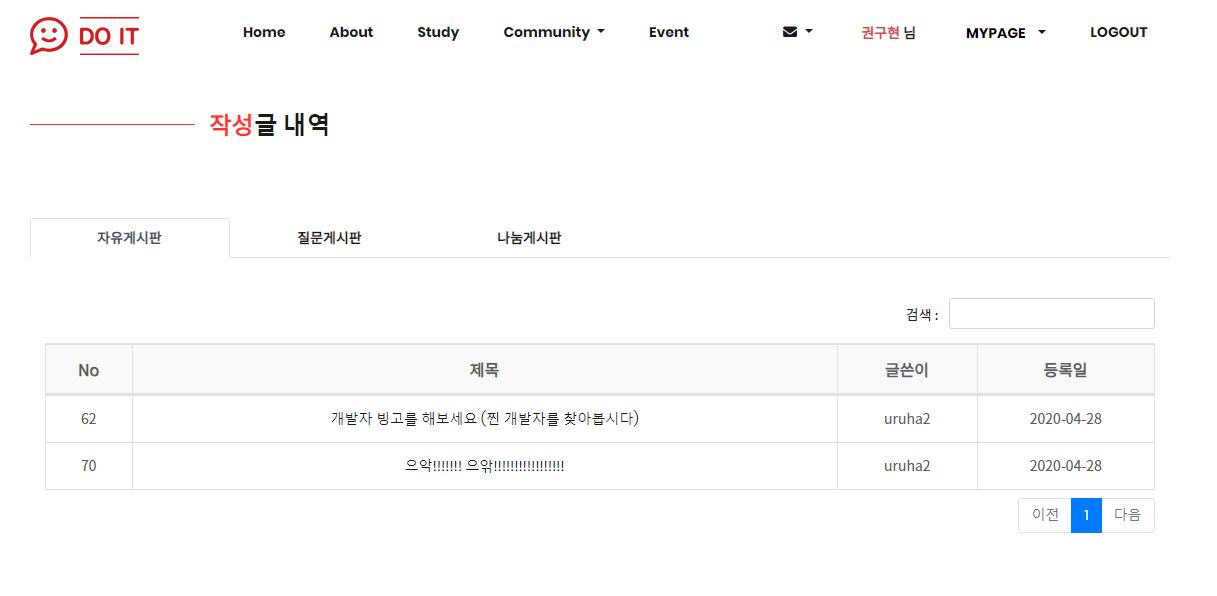 DO IT Home About Study Community Event 권구현 님 MYPAGE LOGOUT
작성글 내역
자유게시판 질문게시판 나눔게시판
검색 :
No 제목 글쓴이 등록일
62 개발자 빙고를 해보세요 (찐 개발자를 찾아봅시다) uruha2 2020-04-28
70 으악!!!!!!! 으앆!!!!!!!!!!!!!!!!! uruha2 2020-04-28
이전 1 다음